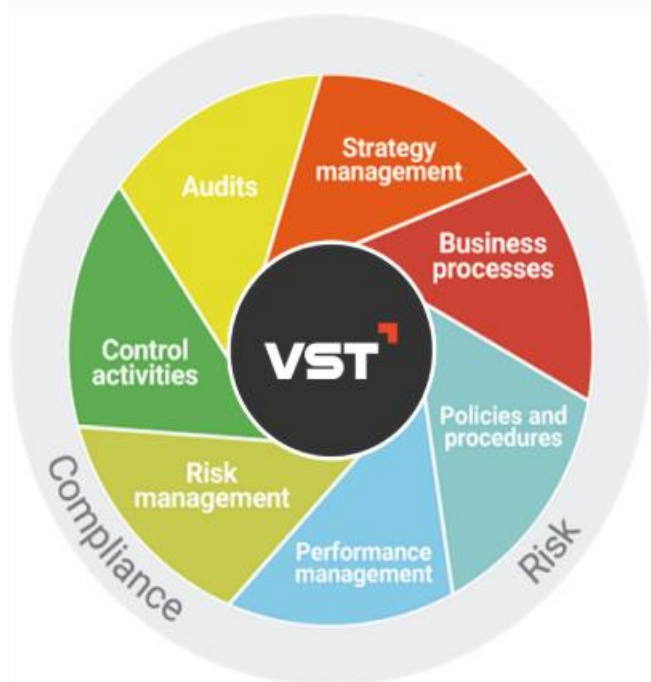 Strategy
management
Business
processes
Policies and
procedures
Performance
management
Risk
management
Control
activities
Audits
VST
Compliance
Risk